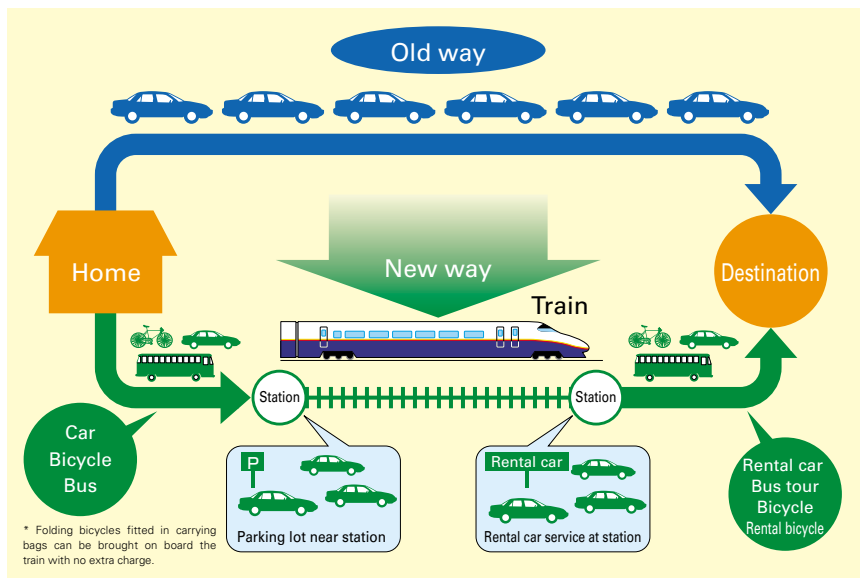 Old way
Home
New way
Destination
Train
Station
Station
Car
Bicycle
Bus
P
Parking lot near station
Rental car
Rental car service at station
Rental car
Bus tour
Bicycle
Rental bicycle
* Folding bicycles fitted in carrying
bags can be brought on board the
train with no extra charge.